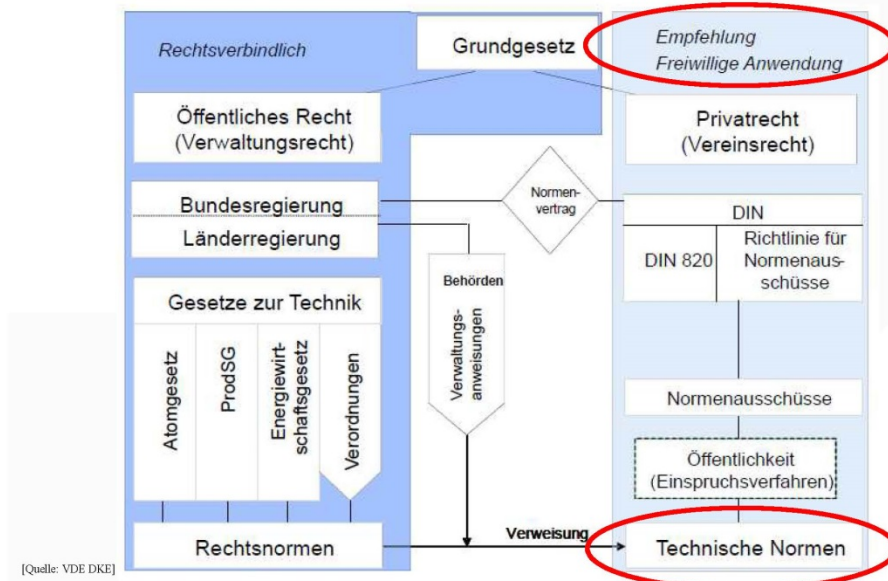 Rechtsverbindlich
Grundgesetz
Empfehlung
Freiwillige Anwendung
Öffentliches Recht
(Verwaltungsrecht)
Privatrecht
(Vereinsrecht)
Bundesregierung
Länderregierung
Normen-
vertrag
DIN
DIN 820
Richtlinie für
Normenaus-
schüsse
Gesetze zur Technik
Atomgesetz
ProdSG
Energiewirt-
schaftsgesetz
Verordnungen
Behörden
Verwaltungs-
anweisungen
Normenausschüsse
Öffentlichkeit
(Einspruchsverfahren)
Rechtsnormen
Verweisung
Technische Normen
[Quelle: VDE DKE]